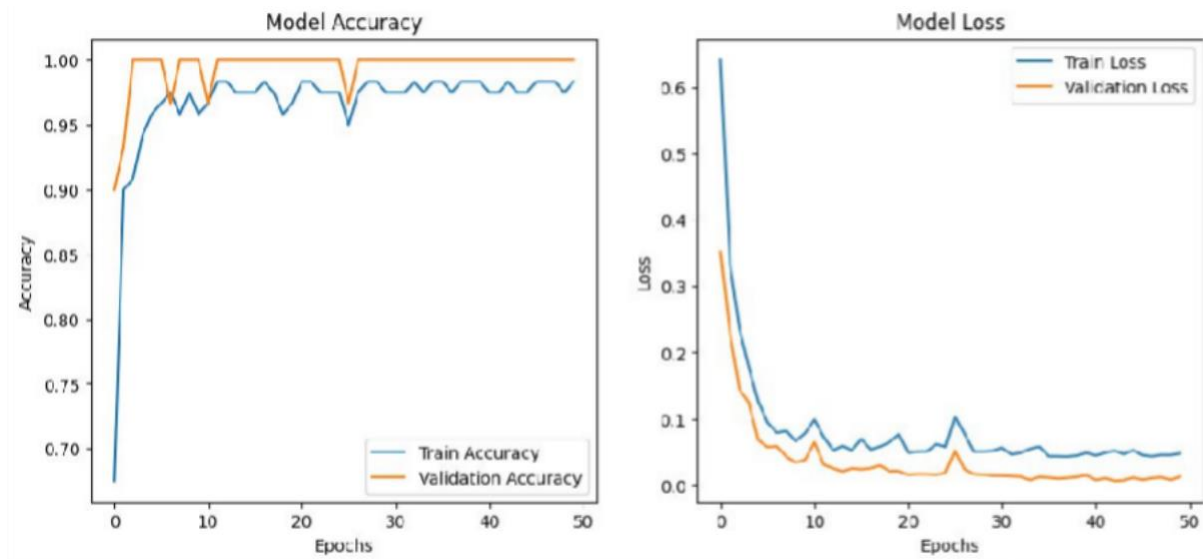 Model Accuracy
1.00
0.95
0.90
0.85
0.80
0.75
0.70
Accuracy
0
10
20
30
40
50
Epochs
Train Accuracy
Validation Accuracy
Model Loss
0.6
0.5
0.4
0.3
0.2
0.1
0.0
Loss
0
10
20
30
40
50
Epochs
Train Loss
Validation Loss